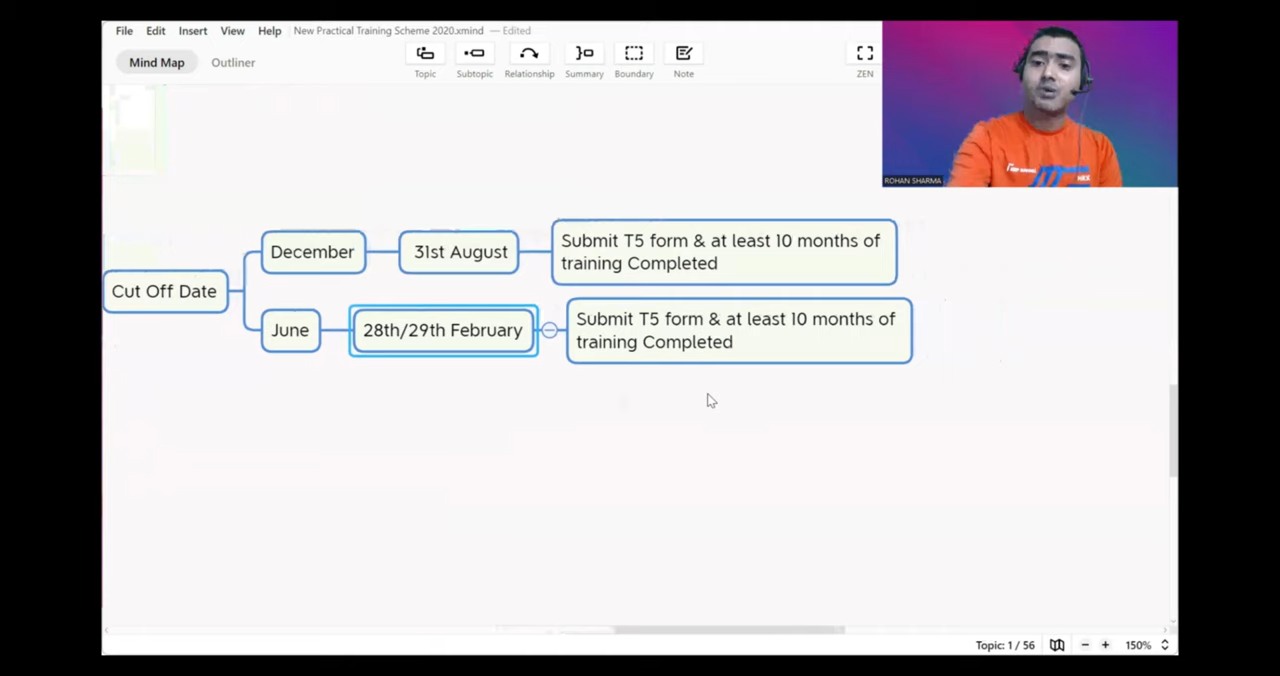 File Edit Insert View Help New Practical Training Scheme 2020.xmind — Edited
Mind Map Outliner
Topic Subtopic Relationship Summary Boundary Note ZEN
ROHAN SHARMA
Cut Off Date
December
31st August
Submit T5 form & at least 10 months of
training Completed
June
28th/29th February
Submit T5 form & at least 10 months of
training Completed
Topic: 1 / 56 150%